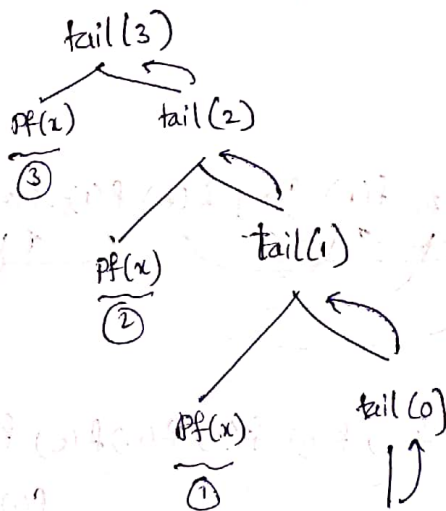 tail(3)
Pf(x) tail(2)
3
Pf(x) tail(1)
2
Pf(x) tail(0)
1